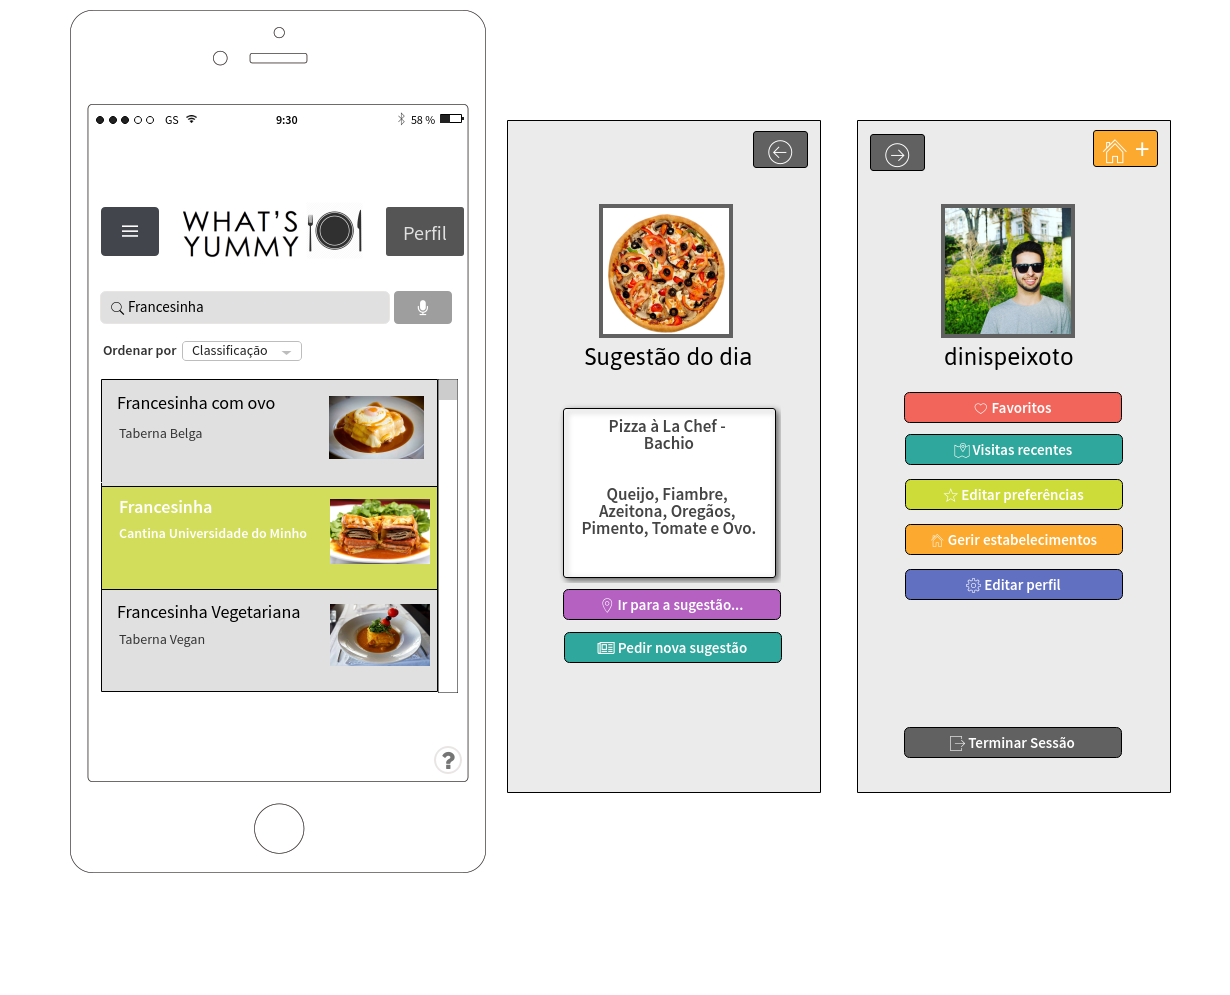 GS 9:30 58 %
WHAT'S
YUMMY
Perfil
Francesinha
Ordenar por Classificação
Francesinha com ovo
Taberna Belga
Francesinha
Cantina Universidade do Minho
Francesinha Vegetariana
Taberna Vegan
?
Sugestão do dia
Pizza à La Chef -
Bachio
Queijo, Fiambre,
Azeitona, Oregãos,
Pimento, Tomate e Ovo.
Ir para a sugestão...
Pedir nova sugestão
+
dinispeixoto
Favoritos
Visitas recentes
Editar preferências
Gerir estabelecimentos
Editar perfil
Terminar Sessão